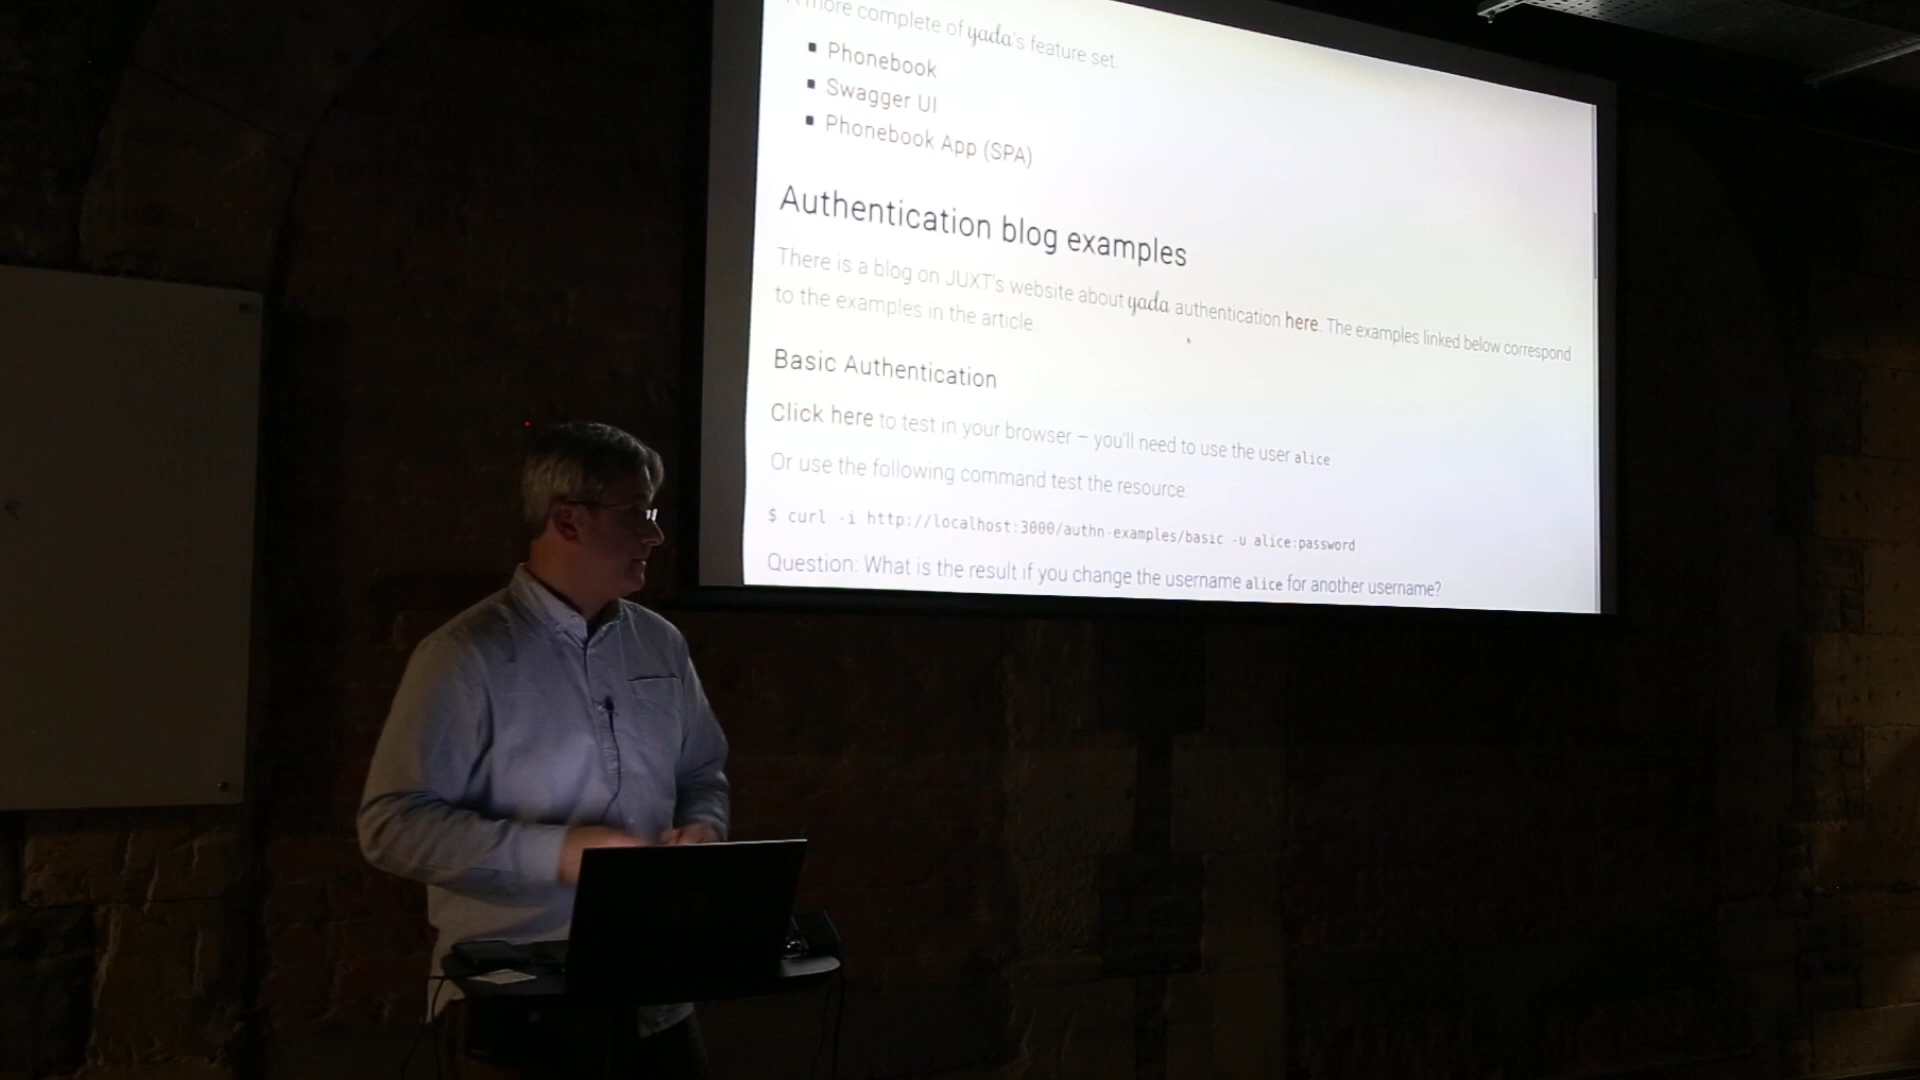 A more complete of yada's feature set.
Phonebook
Swagger UI
Phonebook App (SPA)
Authentication blog examples
There is a blog on JUXT's website about yada authentication here. The examples linked below correspond
to the examples in the article.
Basic Authentication
Click here to test in your browser – you'll need to use the user alice
Or use the following command test the resource:
$ curl -i http://localhost:3000/authn-examples/basic -u alice:password
Question: What is the result if you change the username alice for another username?